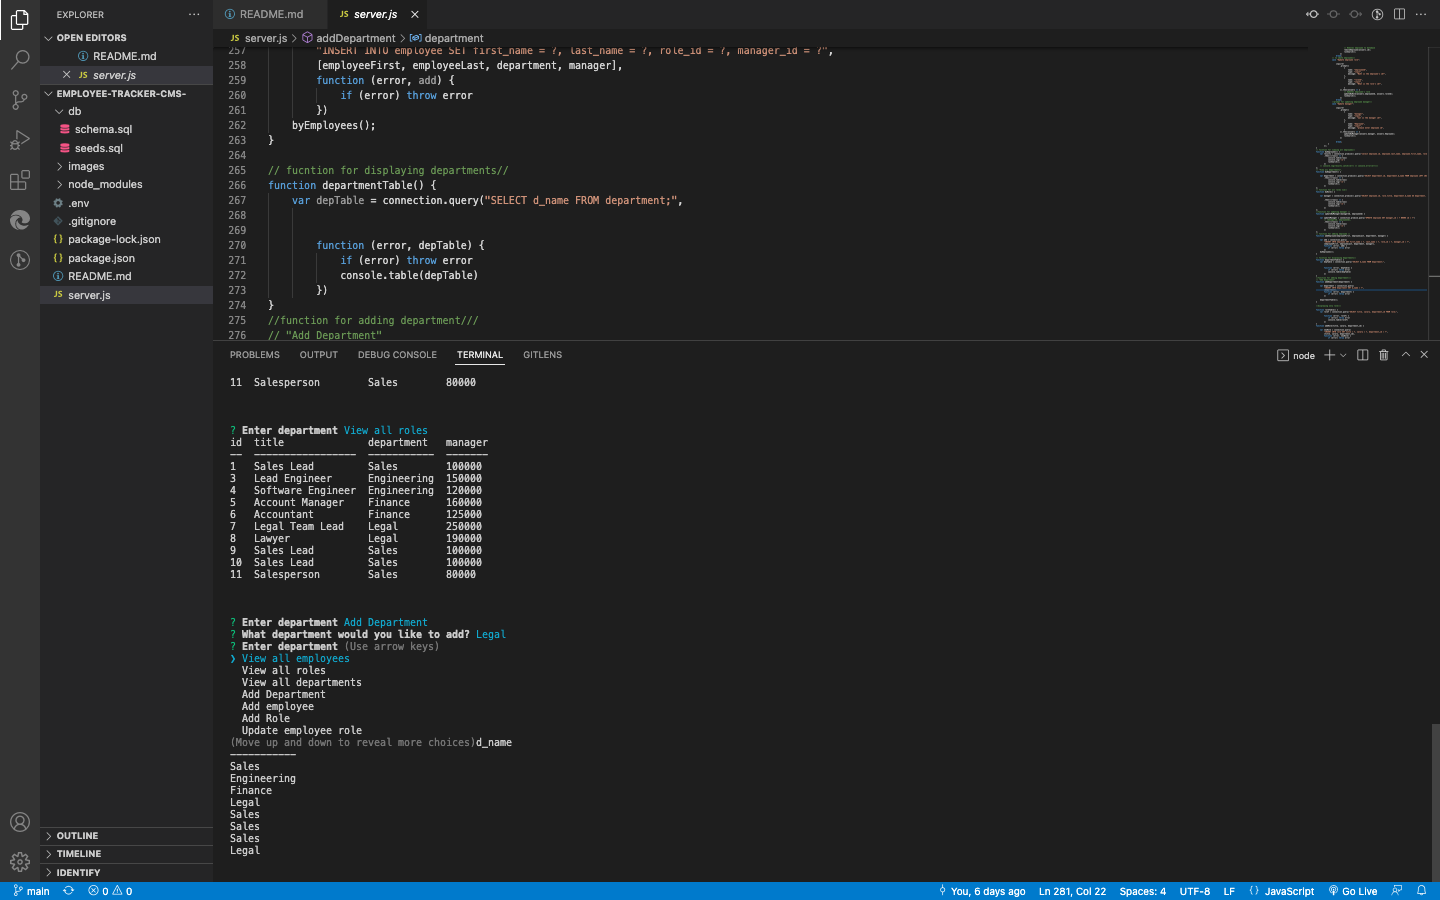 EXPLORER
OPEN EDITORS
README.md
JS server.js
EMPLOYEE-TRACKER-CMS-
db
schema.sql
seeds.sql
images
node_modules
.env
.gitignore
package-lock.json
package.json
README.md
JS server.js
OUTLINE
TIMELINE
IDENTIFY
README.md
JS server.js
JS server.js > addDepartment > department
257 "INSERT INTO employee SET first_name = ?, last_name = ?, role_id = ?, manager_id = ?",
258 [employeeFirst, employeeLast, department, manager],
259 function (error, add) {
260 if (error) throw error
261 })
262 byEmployees();
263 }
264
265 // fucntion for displaying departments//
266 function departmentTable() {
267 var depTable = connection.query("SELECT d_name FROM department;",
268
269
270 function (error, depTable) {
271 if (error) throw error
272 console.table(depTable)
273 })
274 }
275 //function for adding department///
276 // "Add Department"
PROBLEMS OUTPUT DEBUG CONSOLE TERMINAL GITLENS
node
11 Salesperson Sales 80000
? Enter department View all roles
id title department manager
-- ----------------- ----------- -------
1 Sales Lead Sales 100000
3 Lead Engineer Engineering 150000
4 Software Engineer Engineering 120000
5 Account Manager Finance 160000
6 Accountant Finance 125000
7 Legal Team Lead Legal 250000
8 Lawyer Legal 190000
9 Sales Lead Sales 100000
10 Sales Lead Sales 100000
11 Salesperson Sales 80000
? Enter department Add Department
? What department would you like to add? Legal
? Enter department (Use arrow keys)
❯ View all employees
View all roles
View all departments
Add Department
Add employee
Add Role
Update employee role
(Move up and down to reveal more choices)d_name
-----------
Sales
Engineering
Finance
Legal
Sales
Sales
Sales
Legal
main 0 0 You, 6 days ago Ln 281, Col 22 Spaces: 4 UTF-8 LF JavaScript Go Live